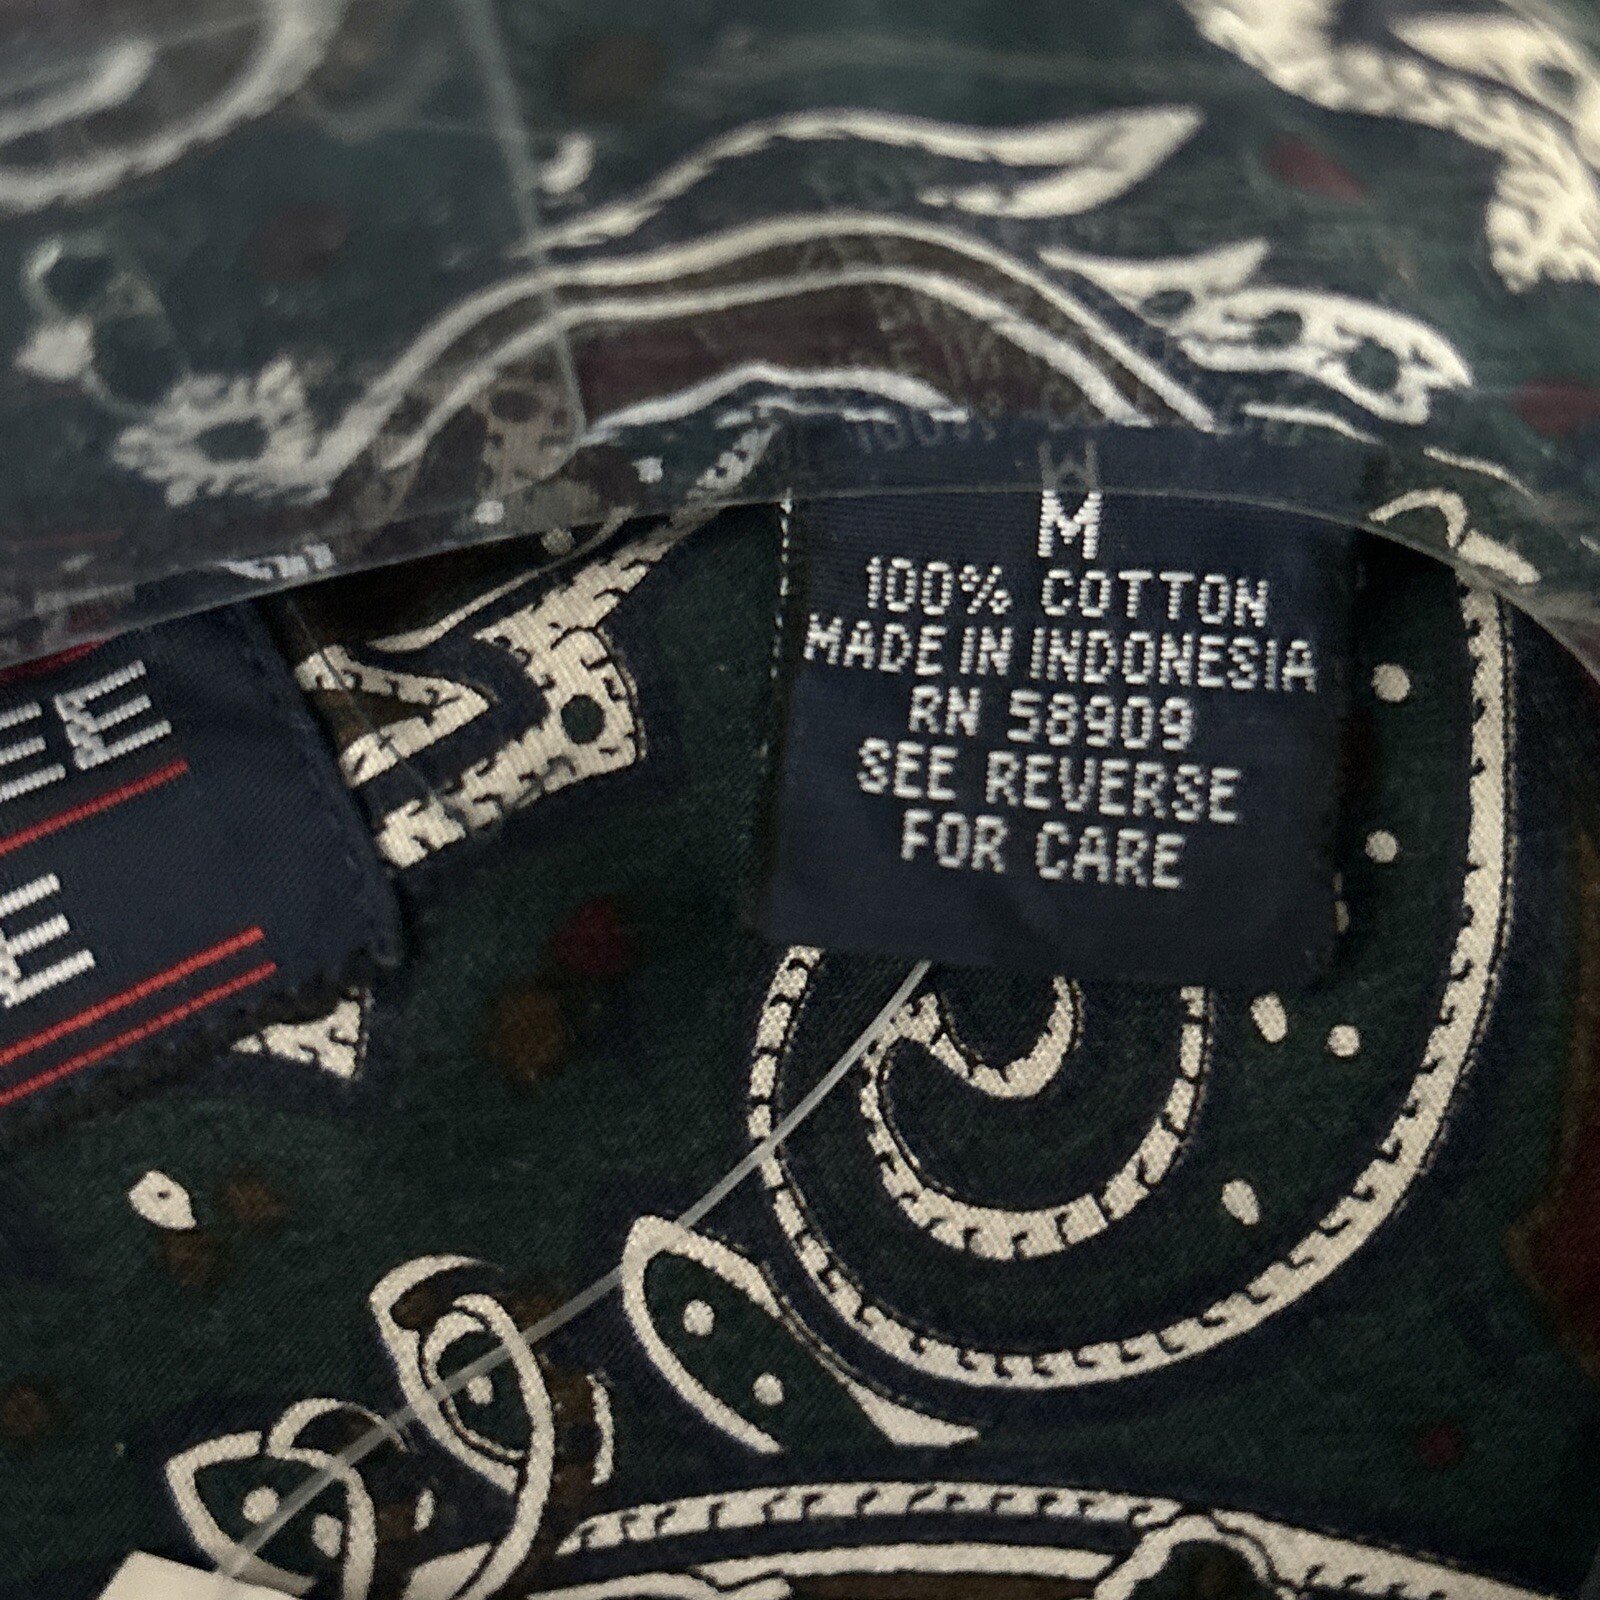 M
100% COTTON
MADE IN INDONESIA
RN 58909
SEE REVERSE
FOR CARE